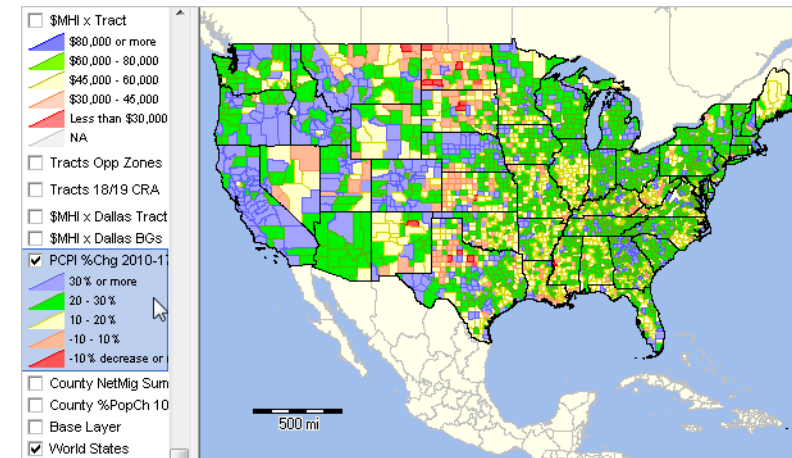 $MHI x Tract
$80,000 or more
$60,000 - 80,000
$45,000 - 60,000
$30,000 - 45,000
Less than $30,000
NA
Tracts Opp Zones
Tracts 18/19 CRA
$MHI x Dallas Tract
$MHI x Dallas BGs
PCPI %Chg 2010-17
30% or more
20 - 30%
10 - 20%
-10 - 10%
-10% decrease or
County NetMig Sum
County %PopCh 10
Base Layer
World States
500 mi